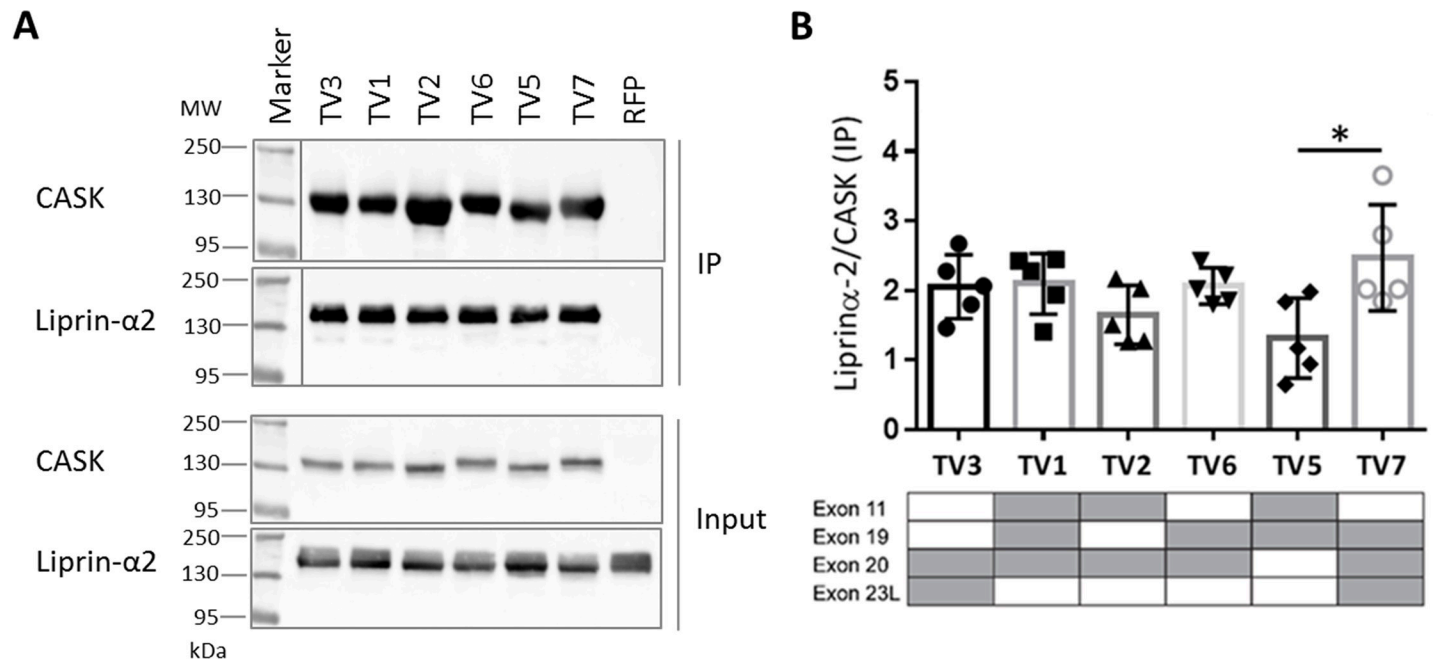 A
MW
Marker
TV3
TV1
TV2
TV6
TV5
TV7
RFP
CASK
250
130
95
Liprin-α2
250
130
95
IP
CASK
250
130
95
Liprin-α2
250
130
95
Input
kDa
B
Liprinα-2/CASK (IP)
5
4
3
2
1
0
*
TV3 TV1 TV2 TV6 TV5 TV7
Exon 11
Exon 19
Exon 20
Exon 23L